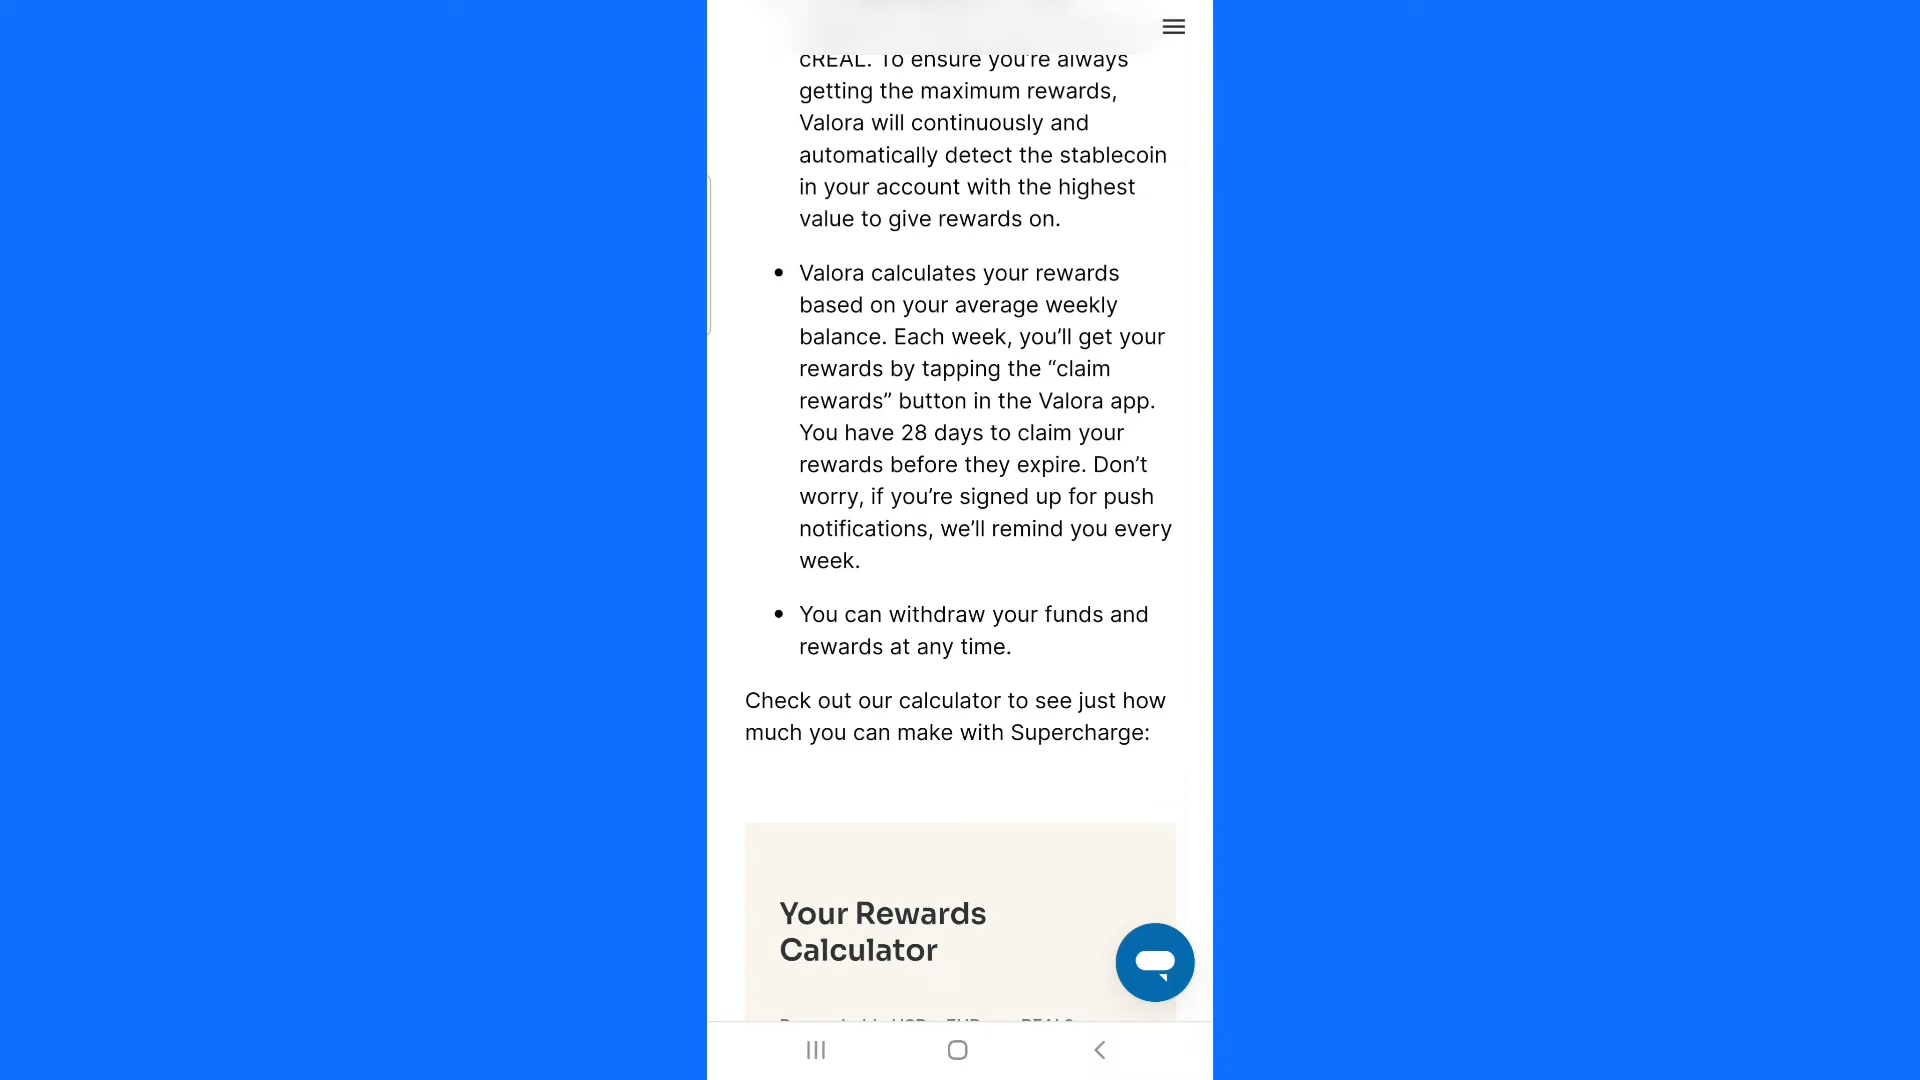 cREAL. To ensure you're always
getting the maximum rewards,
Valora will continuously and
automatically detect the stablecoin
in your account with the highest
value to give rewards on.
• Valora calculates your rewards
based on your average weekly
balance. Each week, you’ll get your
rewards by tapping the “claim
rewards” button in the Valora app.
You have 28 days to claim your
rewards before they expire. Don’t
worry, if you’re signed up for push
notifications, we’ll remind you every
week.
• You can withdraw your funds and
rewards at any time.
Check out our calculator to see just how
much you can make with Supercharge:
Your Rewards
Calculator